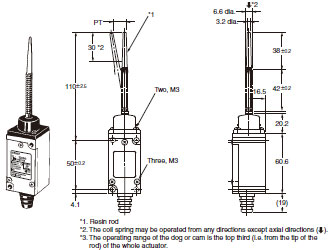 *2
6.6 dia.
3.2 dia.
*1
PT
30 *2
38±0.2
110±2.5
42±0.2
Two, M3
16.5
20.2
50±0.2
Three, M3
60.6
4.1
(19)
*1. Resin rod
*2. The coil spring may be operated from any directions except axial directions (⇓).
*3. The operating range of the dog or cam is the top third (i.e. from the tip of the
rod) of the whole actuator.